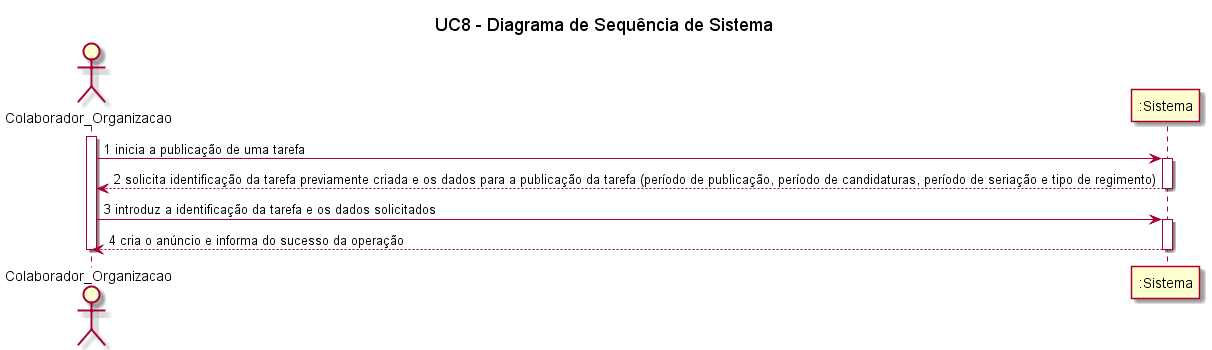 UC8 - Diagrama de Sequência de Sistema
Colaborador_Organizacao
:Sistema
1 inicia a publicação de uma tarefa
2 solicita identificação da tarefa previamente criada e os dados para a publicação da tarefa (período de publicação, período de candidaturas, período de seriação e tipo de regimento)
3 introduz a identificação da tarefa e os dados solicitados
4 cria o anúncio e informa do sucesso da operação
Colaborador_Organizacao
:Sistema